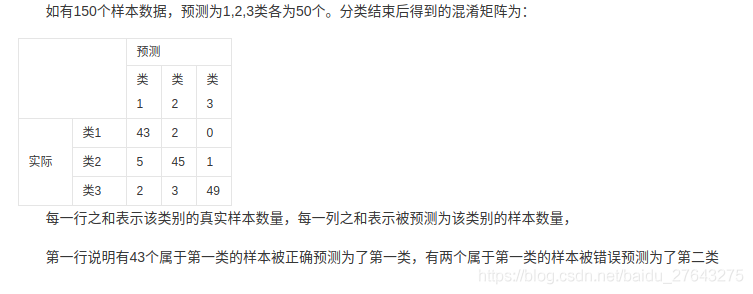 如有150个样本数据，预测为1,2,3类各为50个。分类结束后得到的混淆矩阵为：
预测
类 类 类
1 2 3
实际 类1 43 2 0
类2 5 45 1
类3 2 3 49
每一行之和表示该类别的真实样本数量，每一列之和表示被预测为该类别的样本数量，
第一行说明有43个属于第一类的样本被正确预测为了第一类，有两个属于第一类的样本被错误预测为了第二类
https://blog.csdn.net/baidu_27643275